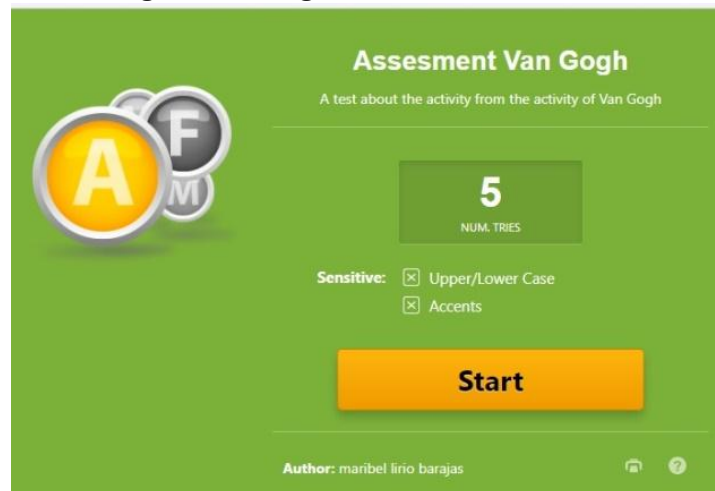 Assesment Van Gogh
A test about the activity from the activity of Van Gogh
A
F
M
5
NUM. TRIES
Sensitive: Upper/Lower Case
Accents
Start
Author: maribel lirio barajas
?